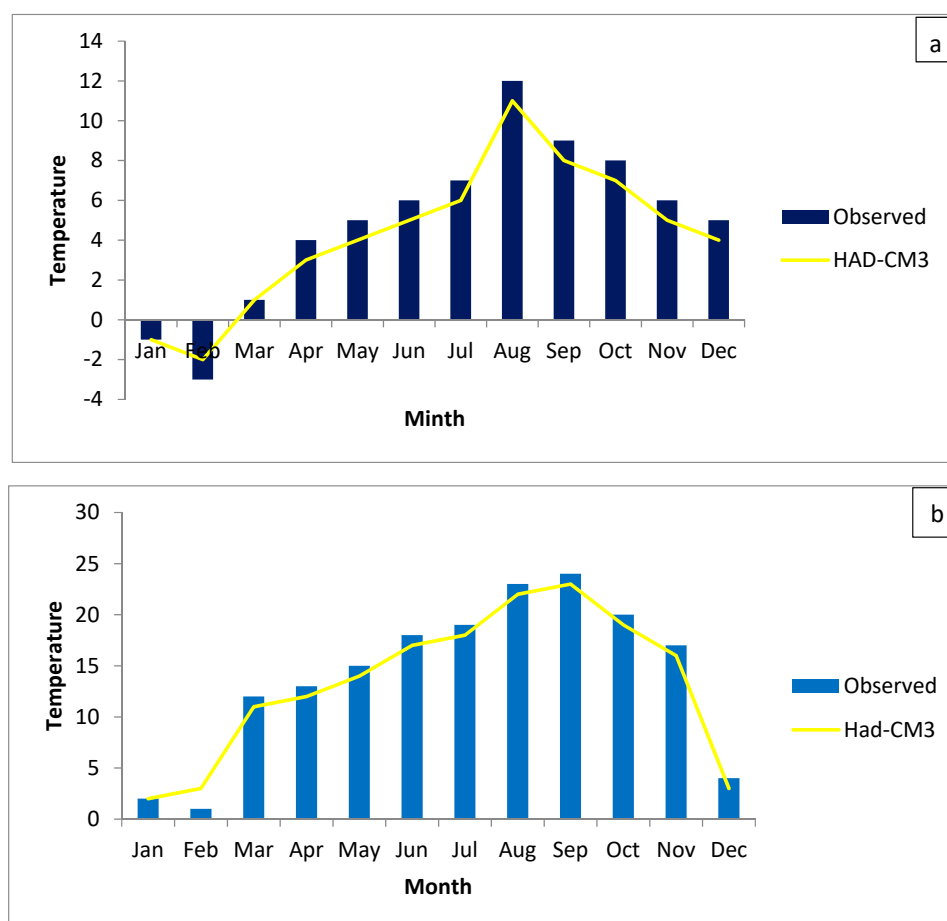 a
14
12
10
8
6
4
2
0
-2
-4
Temperature
Jan Feb Mar Apr May Jun Jul Aug Sep Oct Nov Dec
Minth
Observed
HAD-CM3
b
30
25
20
15
10
5
0
Temperature
Jan Feb Mar Apr May Jun Jul Aug Sep Oct Nov Dec
Month
Observed
Had-CM3